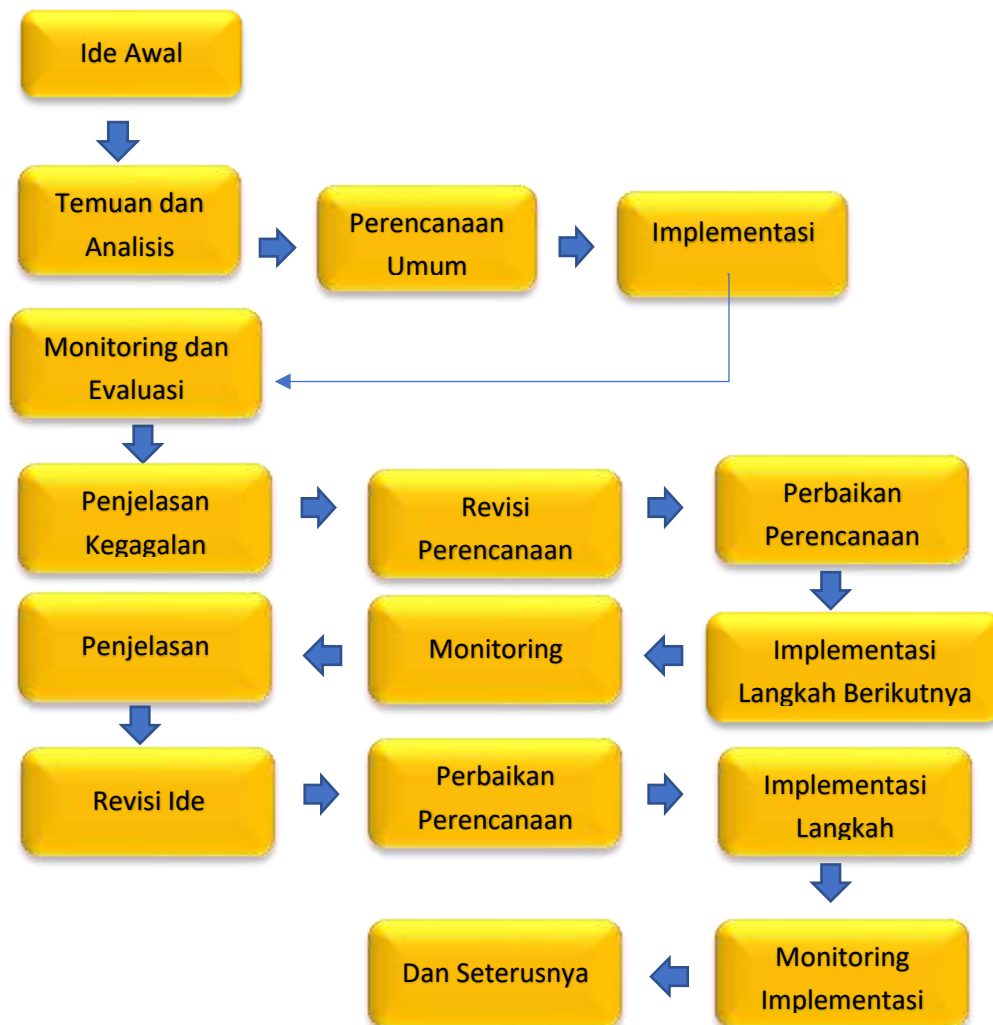 Ide Awal
Temuan dan
Analisis
Perencanaan
Umum
Implementasi
Monitoring dan
Evaluasi
Penjelasan
Kegagalan
Revisi
Perencanaan
Perbaikan
Perencanaan
Implementasi
Langkah Berikutnya
Monitoring
Penjelasan
Revisi Ide
Perbaikan
Perencanaan
Implementasi
Langkah
Monitoring
Implementasi
Dan Seterusnya